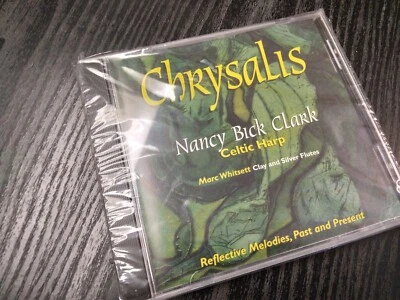 Chrysalis
Nancy Bick Clark
Celtic Harp
Marc Whitsett Clay and Silver Flutes
Reflective Melodies, Past and Present